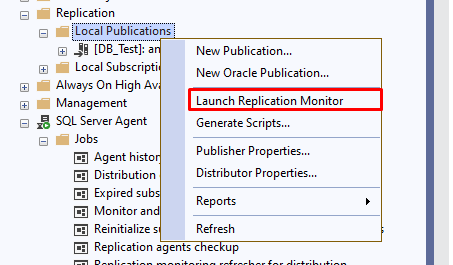 Replication
Local Publications
[DB_Test]: an
Local Subscriptio
Always On High Ava
Management
SQL Server Agent
Jobs
Agent histor
Distribution
Expired subs
Monitor and
Reinitialize su
Replication agents checkup
Replication monitoring refresher for distribution
New Publication...
New Oracle Publication...
Launch Replication Monitor
Generate Scripts...
Publisher Properties...
Distributor Properties...
Reports
Refresh